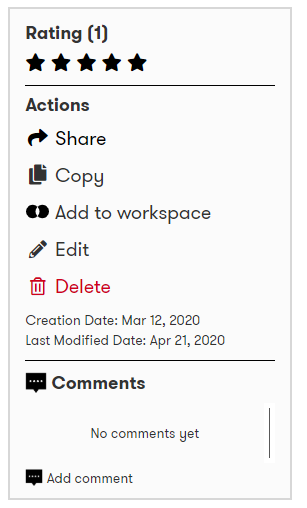 Rating (1)
Actions
Share
Copy
Add to workspace
Edit
Delete
Creation Date: Mar 12, 2020
Last Modified Date: Apr 21, 2020
Comments
No comments yet
Add comment